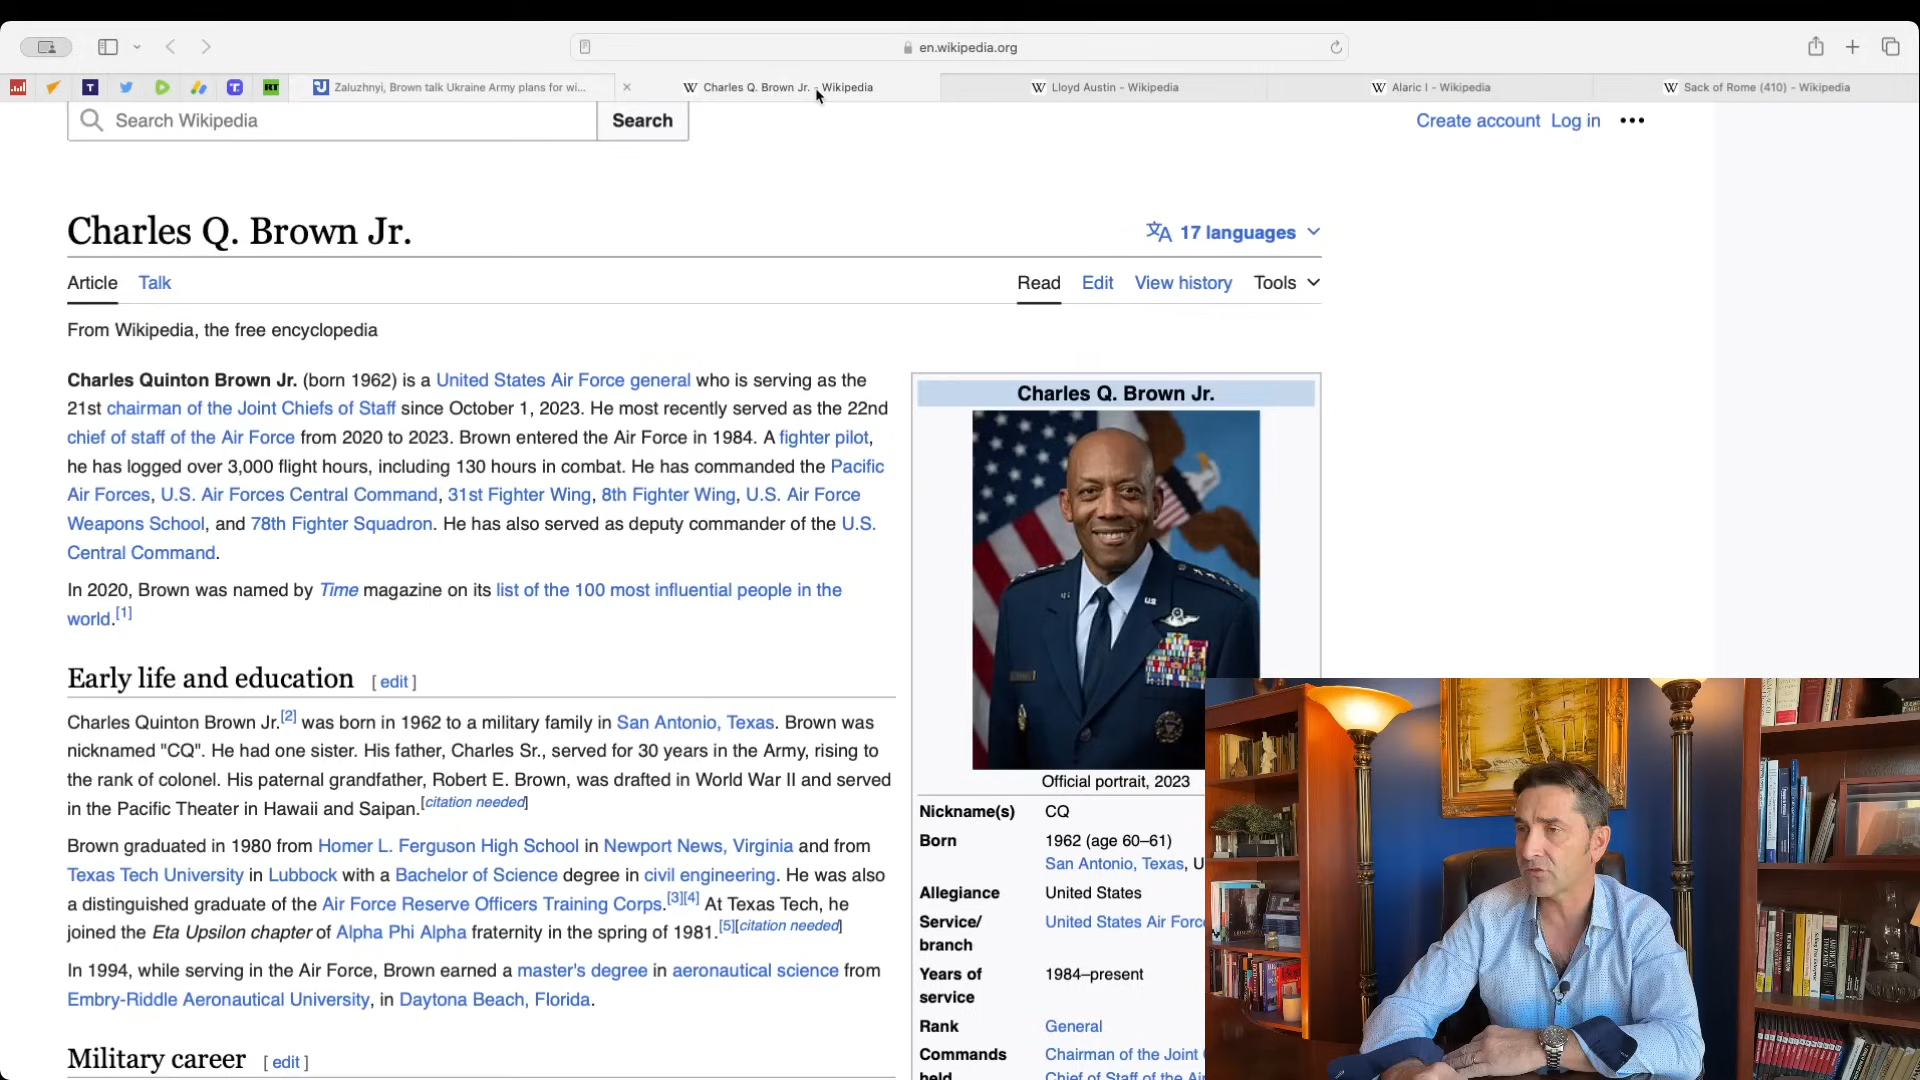 en.wikipedia.org
Zaluzhnyi, Brown talk Ukraine Army plans for wi...
Charles Q. Brown Jr. - Wikipedia
Lloyd Austin - Wikipedia
Alaric I - Wikipedia
Sack of Rome (410) - Wikipedia
Search Wikipedia
Search
Create account Log in
Charles Q. Brown Jr.
17 languages
Article Talk
Read Edit View history Tools
From Wikipedia, the free encyclopedia
Charles Quinton Brown Jr. (born 1962) is a United States Air Force general who is serving as the
21st chairman of the Joint Chiefs of Staff since October 1, 2023. He most recently served as the 22nd
chief of staff of the Air Force from 2020 to 2023. Brown entered the Air Force in 1984. A fighter pilot,
he has logged over 3,000 flight hours, including 130 hours in combat. He has commanded the Pacific
Air Forces, U.S. Air Forces Central Command, 31st Fighter Wing, 8th Fighter Wing, U.S. Air Force
Weapons School, and 78th Fighter Squadron. He has also served as deputy commander of the U.S.
Central Command.
In 2020, Brown was named by Time magazine on its list of the 100 most influential people in the
world.[1]
Early life and education [ edit ]
Charles Quinton Brown Jr.[2] was born in 1962 to a military family in San Antonio, Texas. Brown was
nicknamed "CQ". He had one sister. His father, Charles Sr., served for 30 years in the Army, rising to
the rank of colonel. His paternal grandfather, Robert E. Brown, was drafted in World War II and served
in the Pacific Theater in Hawaii and Saipan.[citation needed]
Brown graduated in 1980 from Homer L. Ferguson High School in Newport News, Virginia and from
Texas Tech University in Lubbock with a Bachelor of Science degree in civil engineering. He was also
a distinguished graduate of the Air Force Reserve Officers Training Corps.[3][4] At Texas Tech, he
joined the Eta Upsilon chapter of Alpha Phi Alpha fraternity in the spring of 1981.[5][citation needed]
In 1994, while serving in the Air Force, Brown earned a master's degree in aeronautical science from
Embry-Riddle Aeronautical University, in Daytona Beach, Florida.
Military career [ edit ]
Charles Q. Brown Jr.
Official portrait, 2023
Nickname(s) CQ
Born 1962 (age 60–61)
San Antonio, Texas, U
Allegiance United States
Service/ United States Air Forc
branch
Years of 1984–present
service
Rank General
Commands Chairman of the Joint
held Chief of Staff of the Air